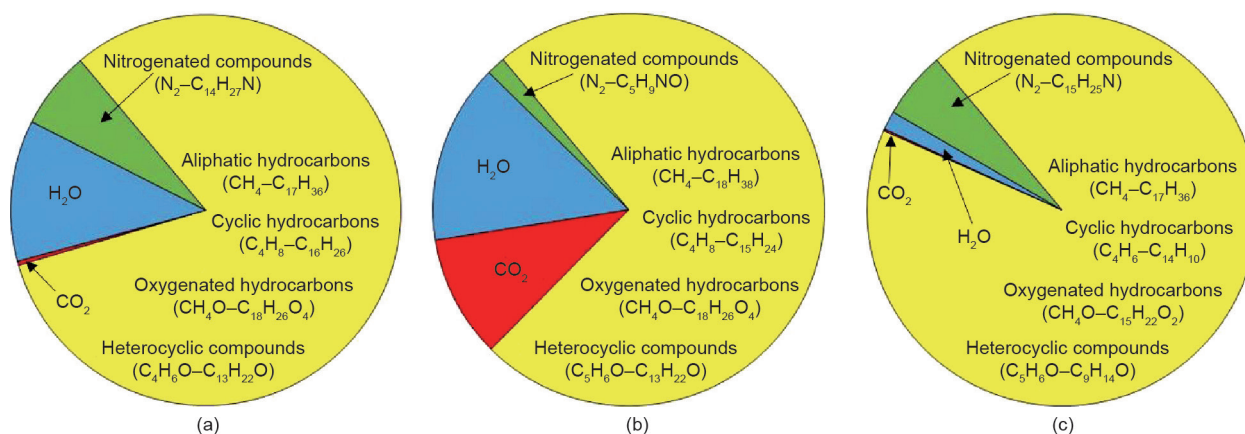 Nitrogenated compounds
(N₂–C₁₄H₂₇N)
H₂O
Aliphatic hydrocarbons
(CH₄–C₁₇H₃₆)
Cyclic hydrocarbons
(C₄H₈–C₁₆H₂₆)
CO₂
Oxygenated hydrocarbons
(CH₄O–C₁₈H₂₆O₄)
Heterocyclic compounds
(C₄H₆O–C₁₃H₂₂O)
(a)
Nitrogenated compounds
(N₂–C₅H₉NO)
H₂O
Aliphatic hydrocarbons
(CH₄–C₁₈H₃₈)
Cyclic hydrocarbons
(C₄H₈–C₁₅H₂₄)
CO₂
Oxygenated hydrocarbons
(CH₄O–C₁₈H₂₆O₄)
Heterocyclic compounds
(C₅H₆O–C₁₃H₂₂O)
(b)
Nitrogenated compounds
(N₂–C₁₅H₂₅N)
Aliphatic hydrocarbons
(CH₄–C₁₇H₃₆)
CO₂
H₂O
Cyclic hydrocarbons
(C₄H₆–C₁₄H₁₀)
Oxygenated hydrocarbons
(CH₄O–C₁₅H₂₂O₂)
Heterocyclic compounds
(C₅H₆O–C₉H₁₄O)
(c)